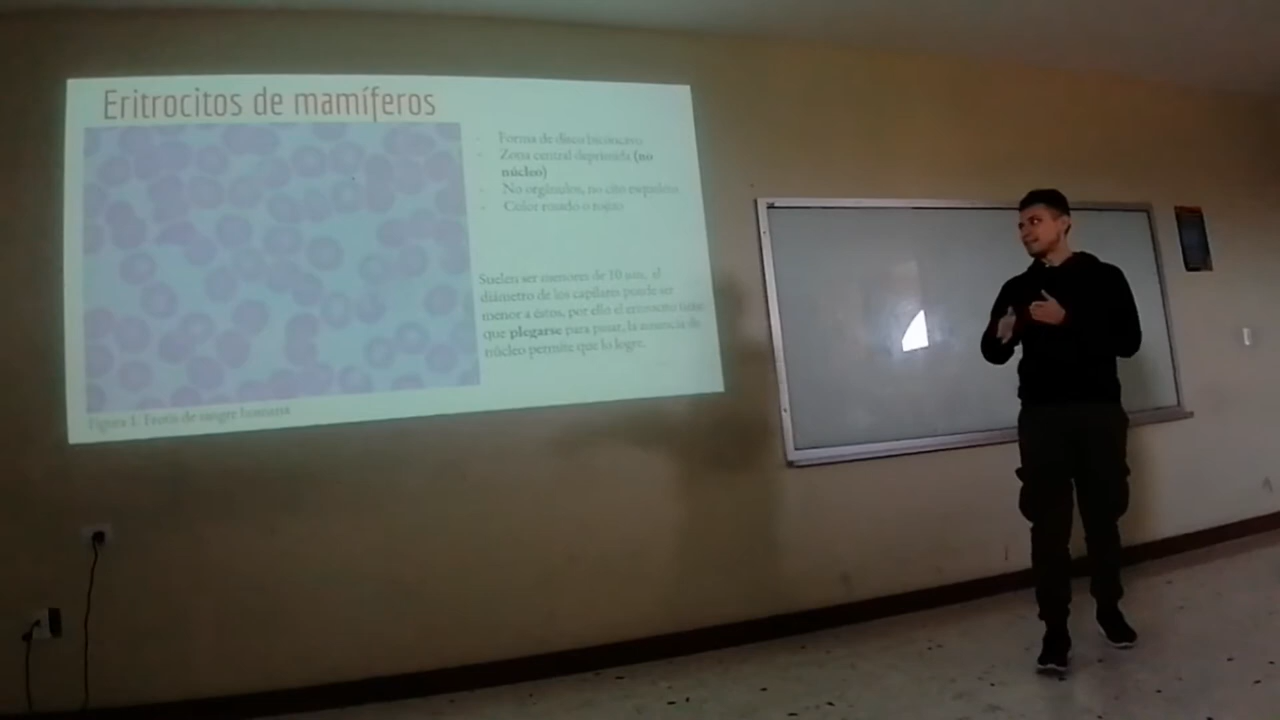 Eritrocitos de mamíferos
- Forma de disco bicóncavo
- Zona central deprimida (no
núcleo)
- No orgánulos, no cito esqueleto
- Color rosado o rojizo
Suelen ser menores de 10 um, el
diámetro de los capilares puede ser
menor a éstos, por ello el eritrocito tiene
que plegarse para pasar, la ausencia de
núcleo permite que lo logre.
Figura 1. Frotis de sangre humana